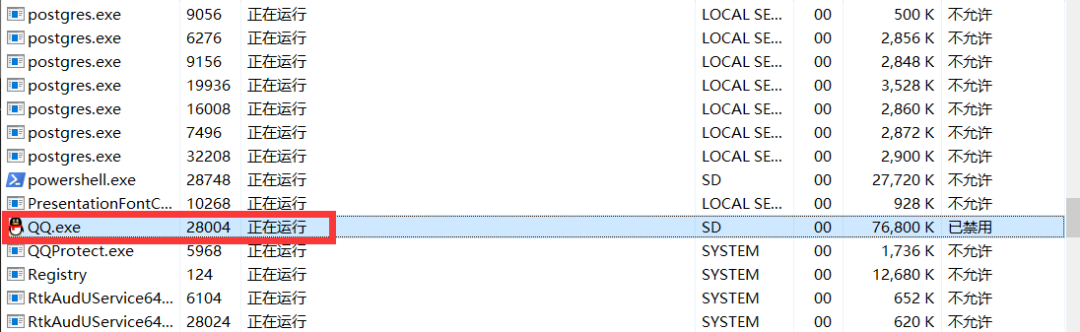 postgres.exe 9056 正在运行 LOCAL SE... 00 500 K 不允许
postgres.exe 6276 正在运行 LOCAL SE... 00 2,856 K 不允许
postgres.exe 9156 正在运行 LOCAL SE... 00 2,848 K 不允许
postgres.exe 19936 正在运行 LOCAL SE... 00 3,528 K 不允许
postgres.exe 16008 正在运行 LOCAL SE... 00 2,860 K 不允许
postgres.exe 7496 正在运行 LOCAL SE... 00 2,872 K 不允许
postgres.exe 32208 正在运行 LOCAL SE... 00 2,900 K 不允许
powershell.exe 28748 正在运行 SD 00 27,720 K 不允许
PresentationFontC... 10268 正在运行 LOCAL SE... 00 928 K 不允许
QQ.exe 28004 正在运行 SD 00 76,800 K 已禁用
QQProtect.exe 5968 正在运行 SYSTEM 00 1,736 K 不允许
Registry 124 正在运行 SYSTEM 00 12,680 K 不允许
RtkAudUService64... 6104 正在运行 SYSTEM 00 652 K 不允许
RtkAudUService64... 28024 正在运行 SD 00 620 K 不允许